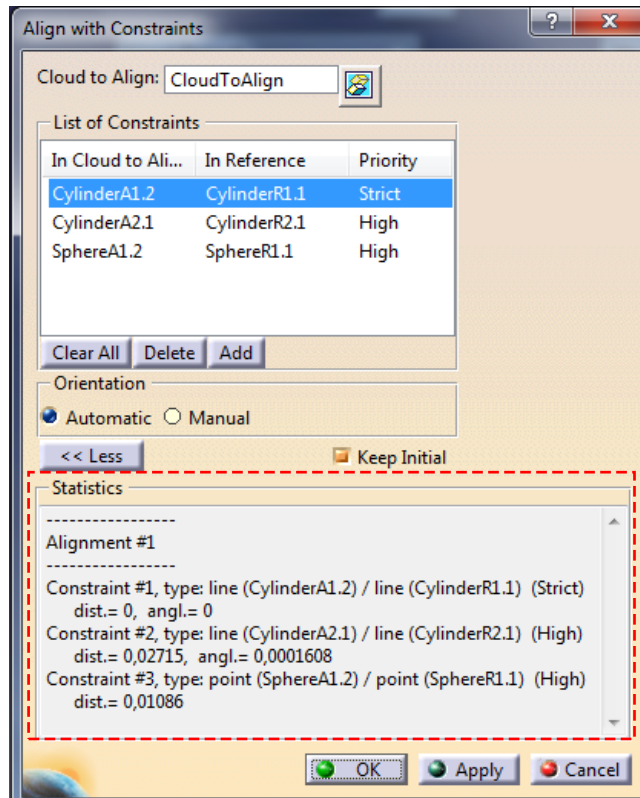 Align with Constraints
? X
Cloud to Align: CloudToAlign
List of Constraints
In Cloud to Ali... In Reference Priority
CylinderA1.2 CylinderR1.1 Strict
CylinderA2.1 CylinderR2.1 High
SphereA1.2 SphereR1.1 High
Clear All Delete Add
Orientation
Automatic Manual
<< Less Keep Initial
Statistics
-----------------
Alignment #1
-----------------
Constraint #1, type: line (CylinderA1.2) / line (CylinderR1.1) (Strict)
dist.= 0, angl.= 0
Constraint #2, type: line (CylinderA2.1) / line (CylinderR2.1) (High)
dist.= 0,02715, angl.= 0,0001608
Constraint #3, type: point (SphereA1.2) / point (SphereR1.1) (High)
dist.= 0,01086
OK Apply Cancel